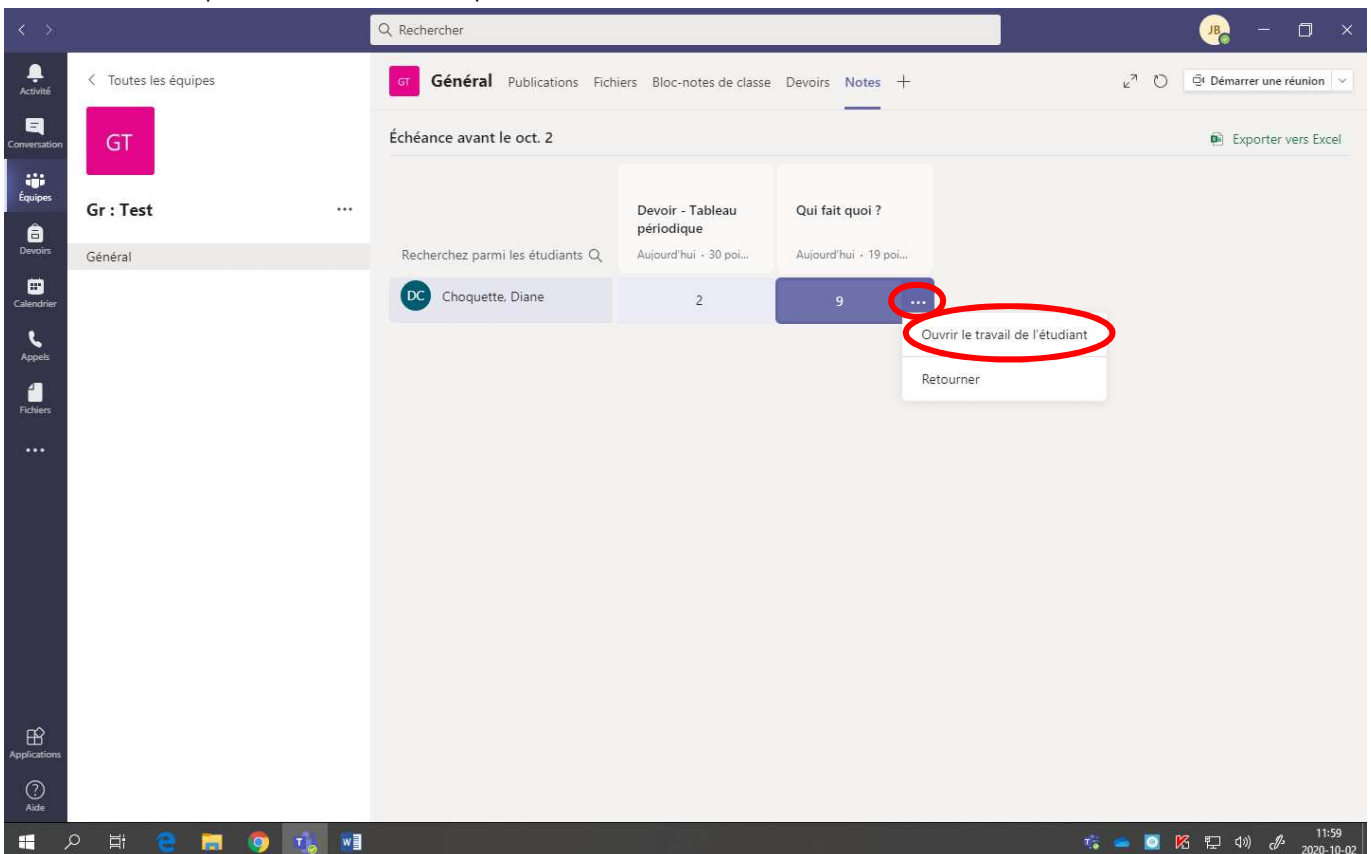 Rechercher
JB
Activité
Conversation
Équipes
Devoirs
Calendrier
Appels
Fichiers
Applications
Aide
Toutes les équipes
GT
Gr : Test
Général
GT Général Publications Fichiers Bloc-notes de classe Devoirs Notes
Démarrer une réunion
Échéance avant le oct. 2
Exporter vers Excel
Recherchez parmi les étudiants
Devoir - Tableau
périodique
Aujourd'hui • 30 poi...
Qui fait quoi ?
Aujourd'hui • 19 poi...
DC Choquette, Diane 2 9 ...
Ouvrir le travail de l'étudiant
Retourner
11:59
2020-10-02